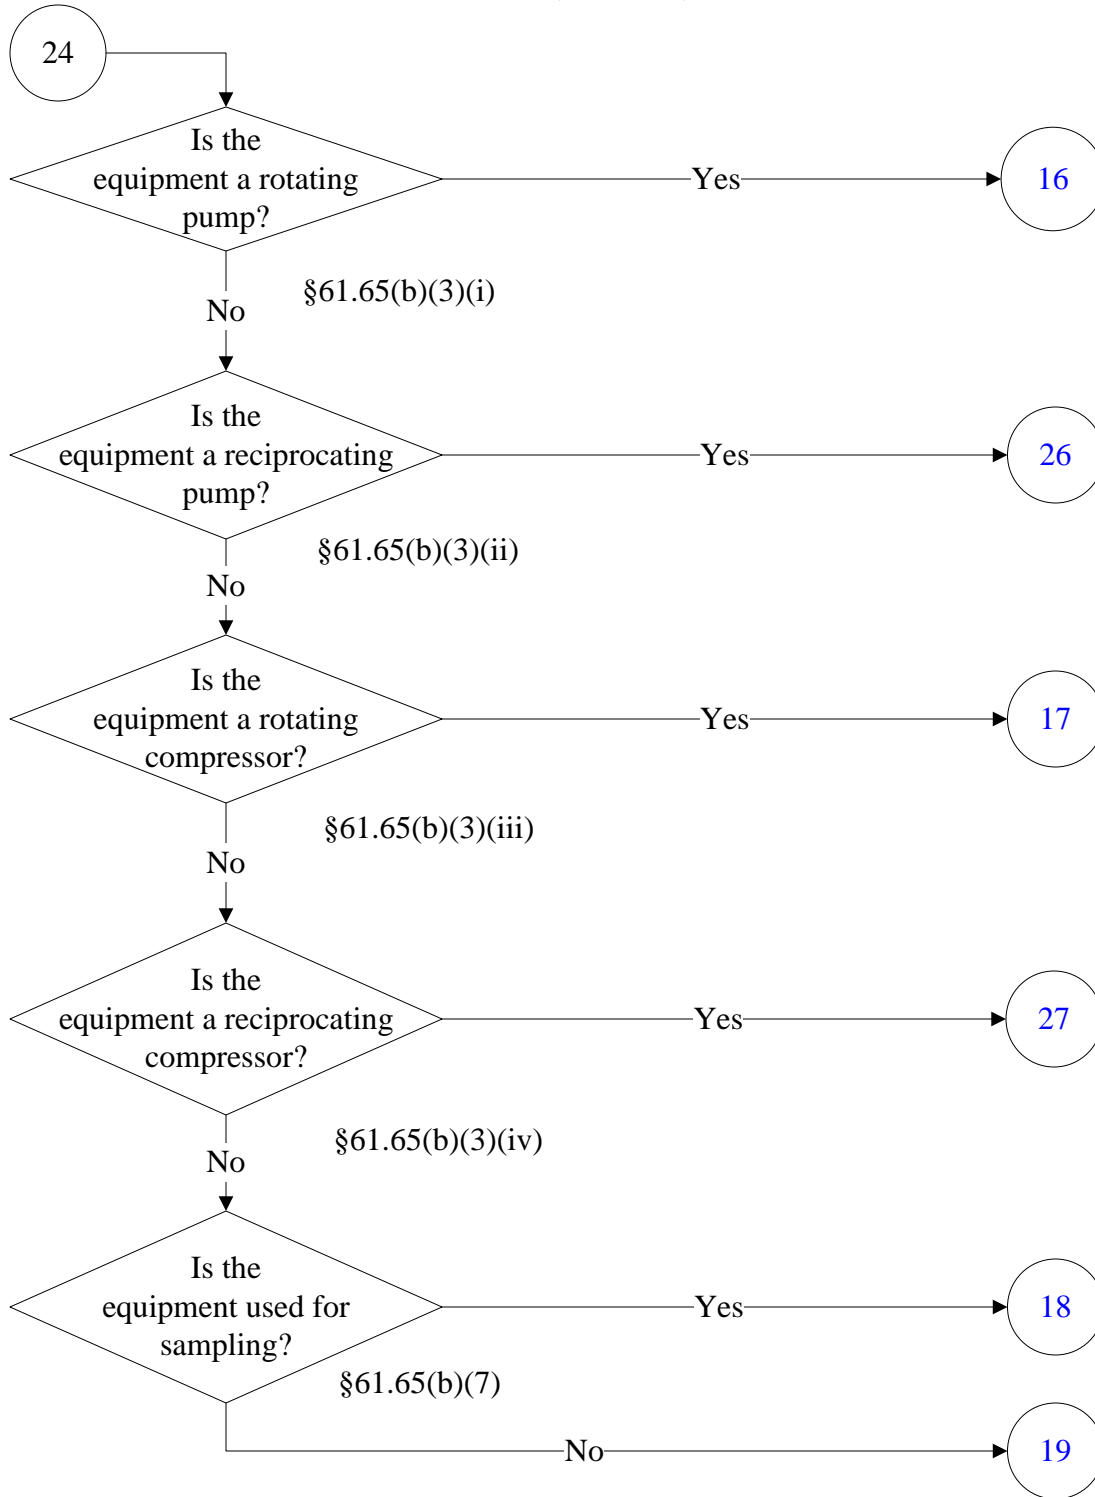 24
Is the
equipment a rotating
pump?
Yes
16
§61.65(b)(3)(i)
No
Is the
equipment a reciprocating
pump?
Yes
26
§61.65(b)(3)(ii)
No
Is the
equipment a rotating
compressor?
Yes
17
§61.65(b)(3)(iii)
No
Is the
equipment a reciprocating
compressor?
Yes
27
§61.65(b)(3)(iv)
No
Is the
equipment used for
sampling?
Yes
18
§61.65(b)(7)
No
19